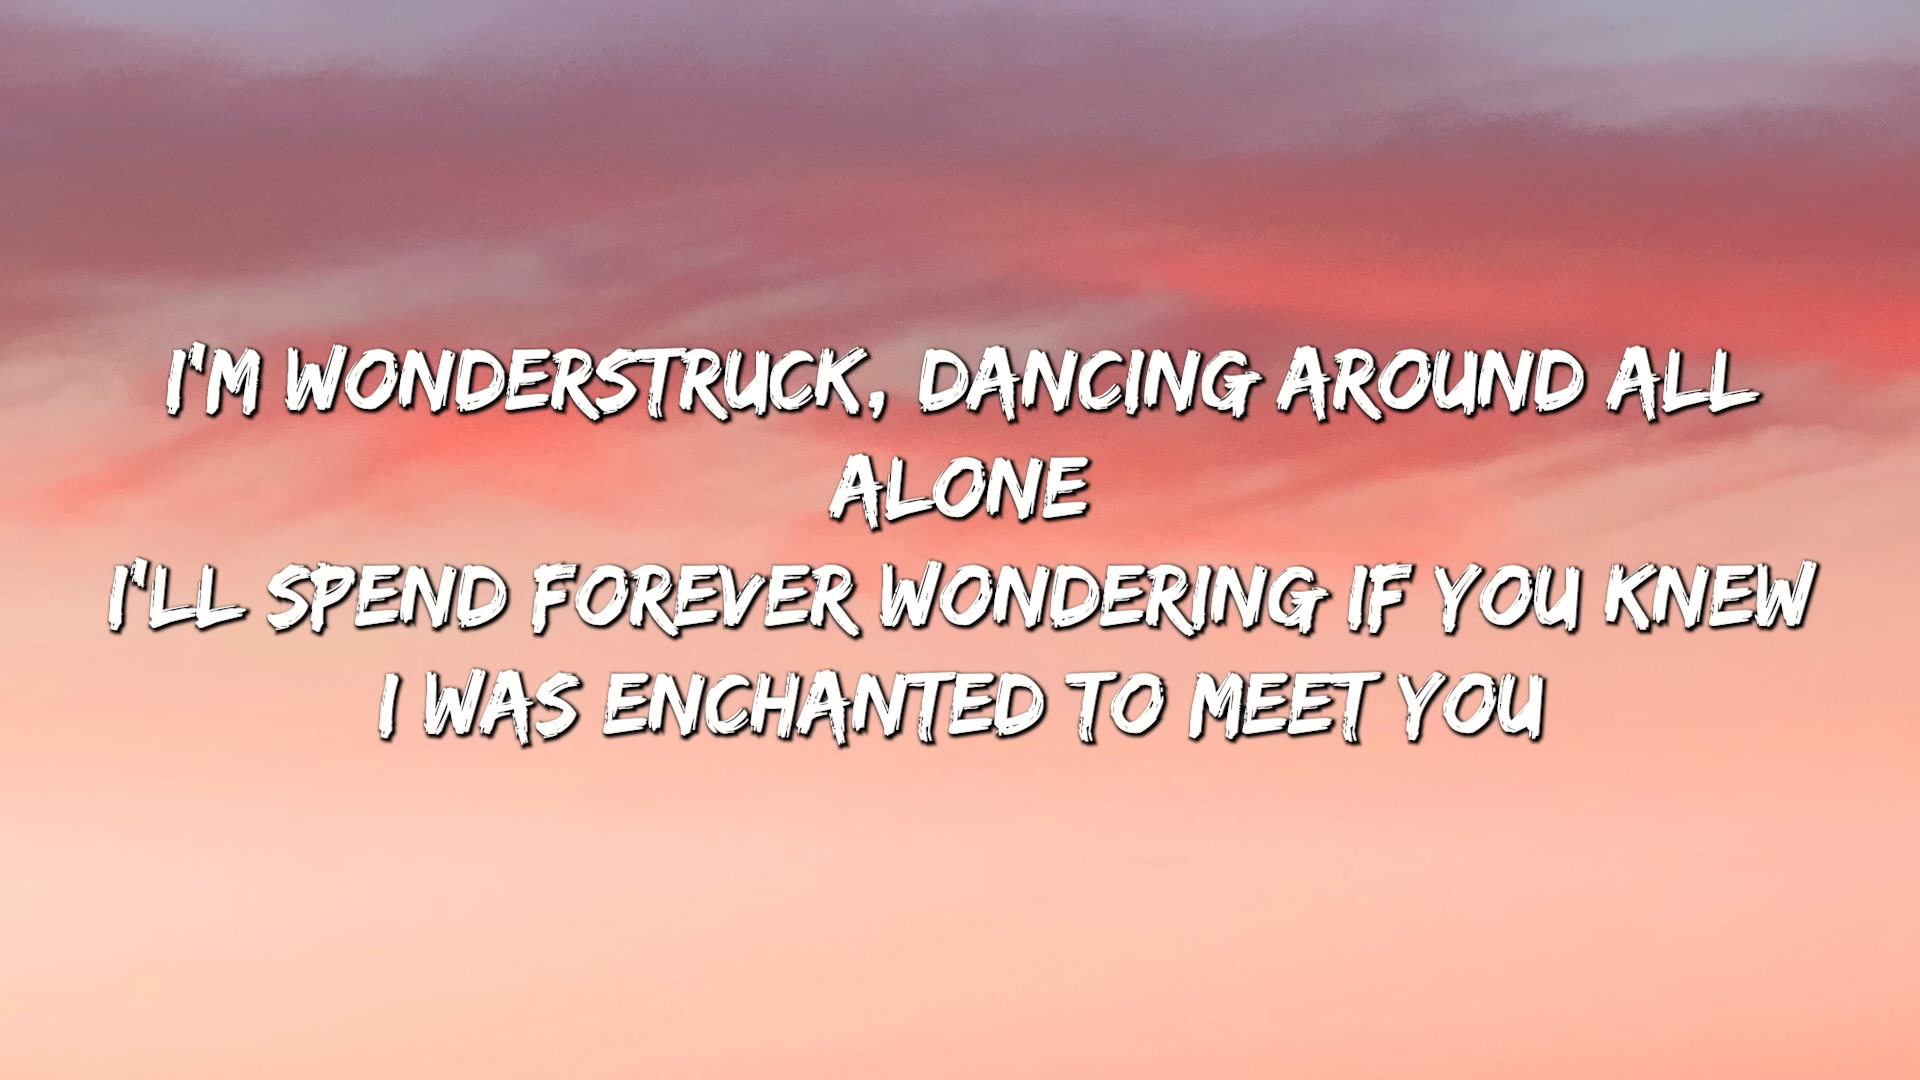 I'M WONDERSTRUCK, DANCING AROUND ALL
ALONE
I'LL SPEND FOREVER WONDERING IF YOU KNEW
I WAS ENCHANTED TO MEET YOU